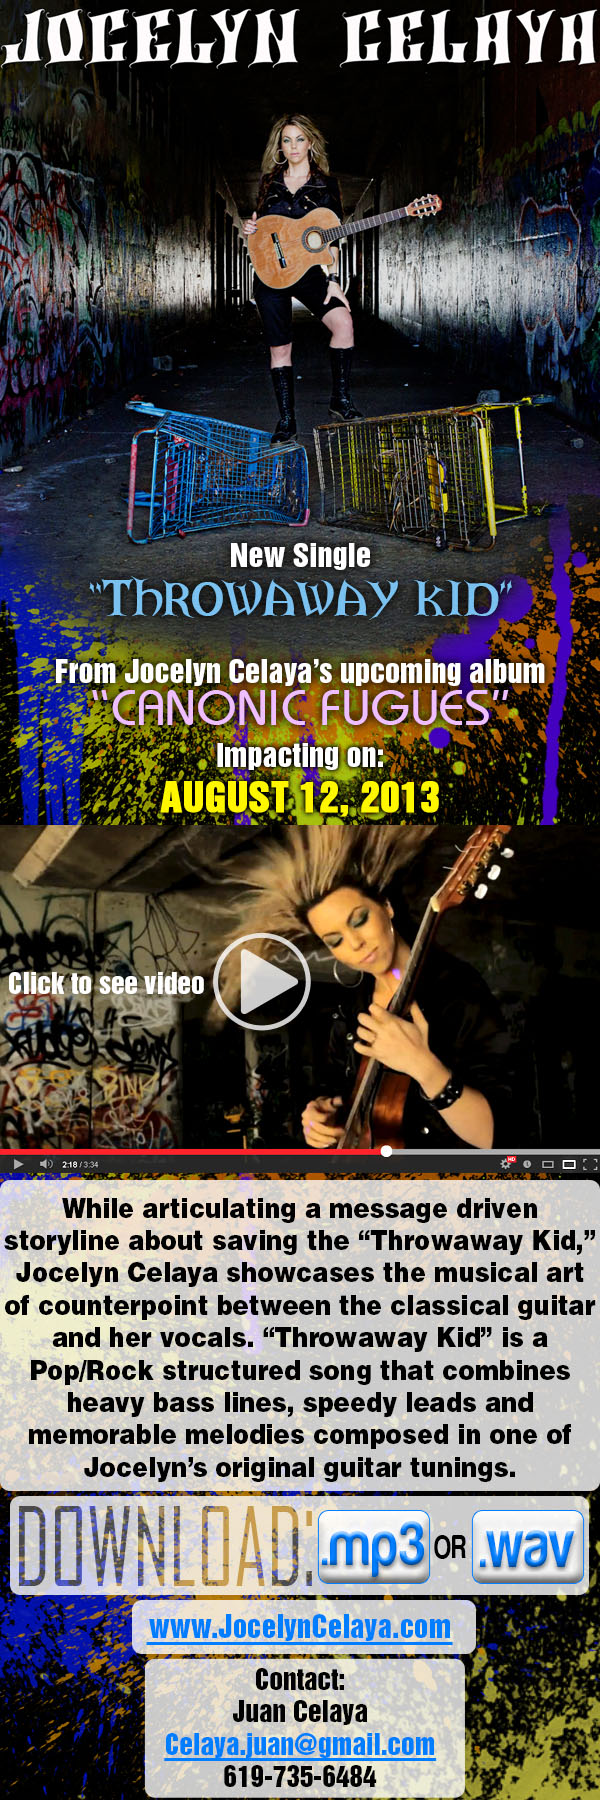 JOCELYN CELAYA
New Single
"THROWAWAY KID"
From Jocelyn Celaya's upcoming album
"CANONIC FUGUES"
Impacting on:
AUGUST 12, 2013
Click to see video
2:18 / 3:34
HD
While articulating a message driven
storyline about saving the “Throwaway Kid,”
Jocelyn Celaya showcases the musical art
of counterpoint between the classical guitar
and her vocals. “Throwaway Kid” is a
Pop/Rock structured song that combines
heavy bass lines, speedy leads and
memorable melodies composed in one of
Jocelyn’s original guitar tunings.
DOWNLOAD: .mp3 OR .wav
www.JocelynCelaya.com
Contact:
Juan Celaya
Celaya.juan@gmail.com
619-735-6484